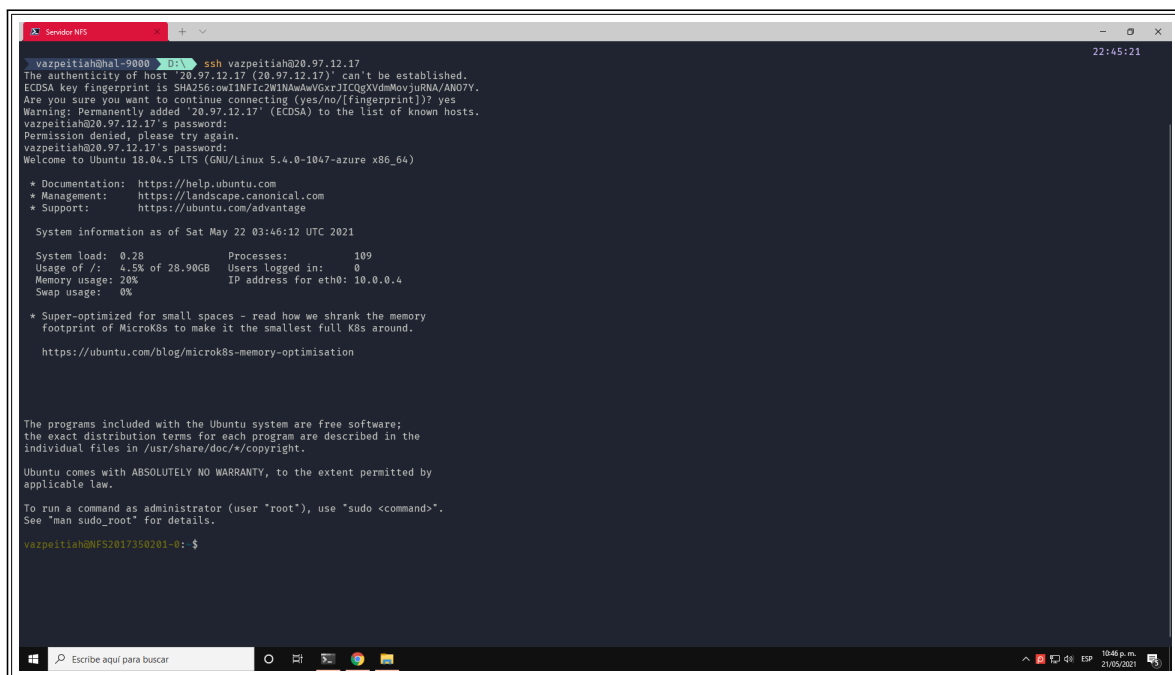 Servidor NFS
22:45:21
vazpeitiah@hal-9000 D:\ ssh vazpeitiah@20.97.12.17
The authenticity of host '20.97.12.17 (20.97.12.17)' can't be established.
ECDSA key fingerprint is SHA256:owI1NFIc2W1NAwAwVGxrJICQgXVdmMovjuRNA/ANO7Y.
Are you sure you want to continue connecting (yes/no/[fingerprint])? yes
Warning: Permanently added '20.97.12.17' (ECDSA) to the list of known hosts.
vazpeitiah@20.97.12.17's password:
Permission denied, please try again.
vazpeitiah@20.97.12.17's password:
Welcome to Ubuntu 18.04.5 LTS (GNU/Linux 5.4.0-1047-azure x86_64)
* Documentation: https://help.ubuntu.com
* Management: https://landscape.canonical.com
* Support: https://ubuntu.com/advantage
System information as of Sat May 22 03:46:12 UTC 2021
System load: 0.28 Processes: 109
Usage of /: 4.5% of 28.90GB Users logged in: 0
Memory usage: 20% IP address for eth0: 10.0.0.4
Swap usage: 0%
* Super-optimized for small spaces - read how we shrank the memory
footprint of MicroK8s to make it the smallest full K8s around.
https://ubuntu.com/blog/microk8s-memory-optimisation
The programs included with the Ubuntu system are free software;
the exact distribution terms for each program are described in the
individual files in /usr/share/doc/*/copyright.
Ubuntu comes with ABSOLUTELY NO WARRANTY, to the extent permitted by
applicable law.
To run a command as administrator (user "root"), use "sudo <command>".
See "man sudo_root" for details.
vazpeitiah@NFS2017350201-0:~$
Escribe aquí para buscar
ESP
10:46 p. m.
21/05/2021